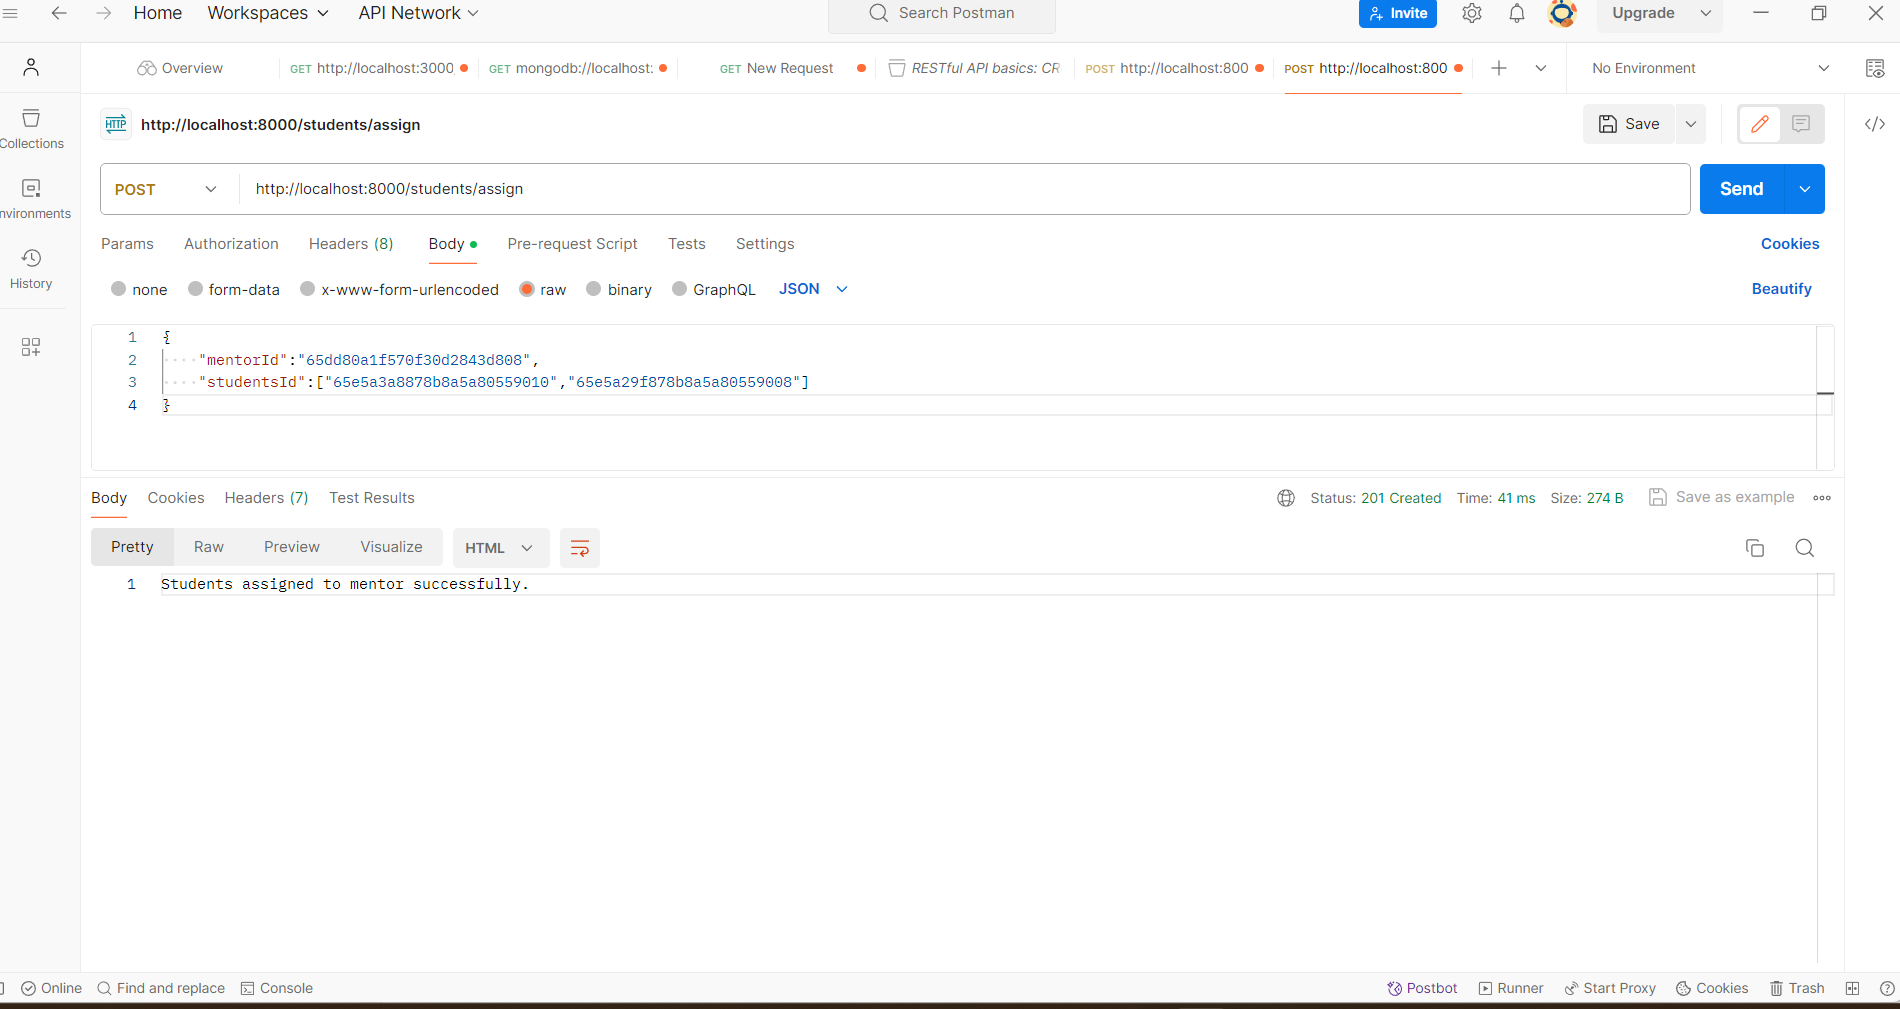 Home Workspaces API Network Search Postman Invite Upgrade
Overview GET http://localhost:3000 GET mongodb://localhost: GET New Request RESTful API basics: CR POST http://localhost:800 POST http://localhost:800 No Environment
HTTP http://localhost:8000/students/assign Save </>
Collections
POST http://localhost:8000/students/assign Send
nvironments
Params Authorization Headers (8) Body Pre-request Script Tests Settings Cookies
History
none form-data x-www-form-urlencoded raw binary GraphQL JSON Beautify
1 {
2 "mentorId":"65dd80a1f570f30d2843d808",
3 "studentsId":["65e5a3a8878b8a5a80559010","65e5a29f878b8a5a80559008"]
4 }
Body Cookies Headers (7) Test Results Status: 201 Created Time: 41 ms Size: 274 B Save as example
Pretty Raw Preview Visualize HTML
1 Students assigned to mentor successfully.
Online Find and replace Console Postbot Runner Start Proxy Cookies Trash